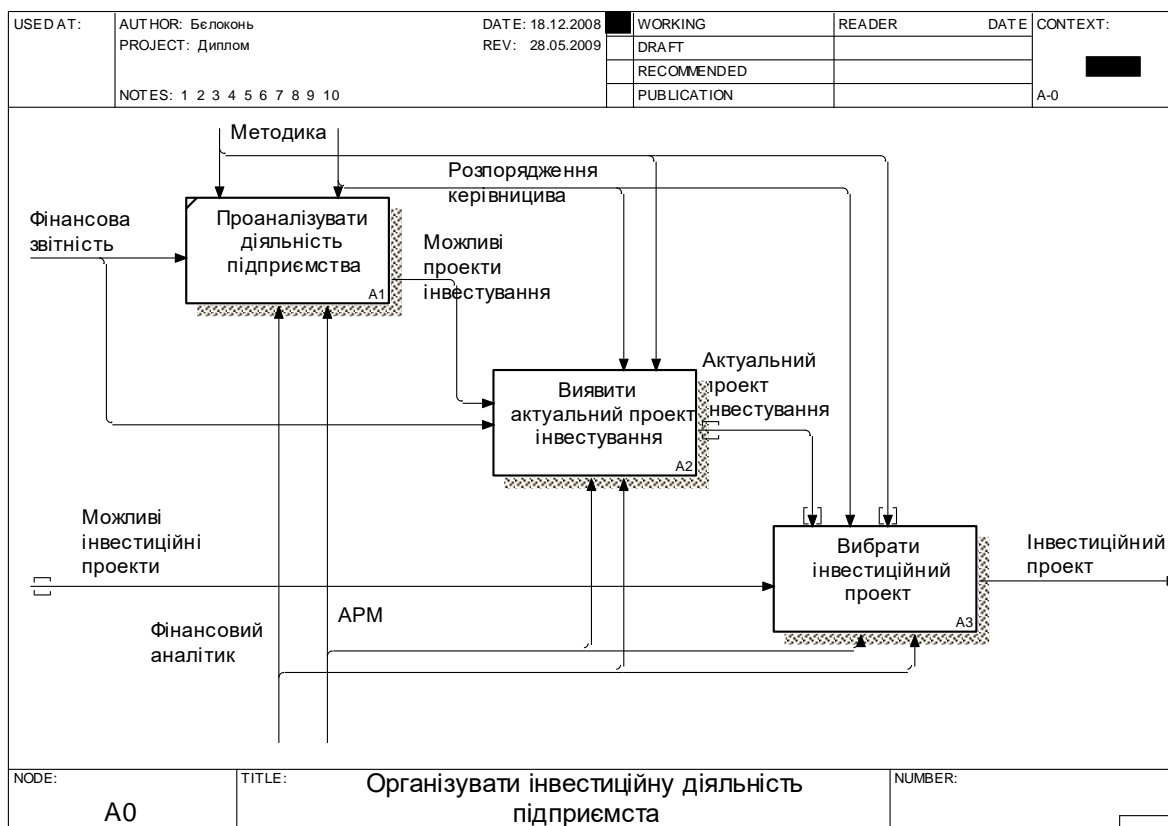 USED AT:
AUTHOR: Бєлоконь
DATE: 18.12.2008
WORKING
READER
DATE
CONTEXT:
PROJECT: Диплом
REV: 28.05.2009
DRAFT
RECOMMENDED
NOTES: 1 2 3 4 5 6 7 8 9 10
PUBLICATION
A-0
Методика
Розпорядження
керівницива
Фінансова
звітність
Проаналізувати
діяльність
підприємства
A1
Можливі
проекти
інвестування
Виявити
актуальний проект
інвестування
A2
Актуальний
проект
інвестування
Можливі
інвестиційні
проекти
Вибрати
інвестиційний
проект
A3
Інвестиційний
проект
Фінансовий
аналітик
АРМ
NODE:
A0
TITLE:
Організувати інвестиційну діяльність
підприємста
NUMBER: